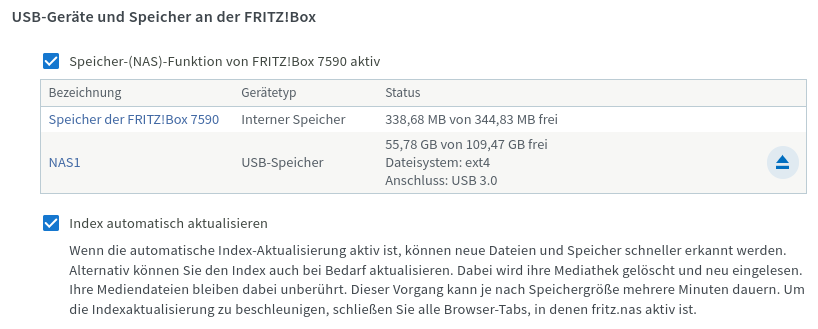 USB-Geräte und Speicher an der FRITZ!Box
Speicher-(NAS)-Funktion von FRITZ!Box 7590 aktiv
Bezeichnung Gerätetyp Status
Speicher der FRITZ!Box 7590 Interner Speicher 338,68 MB von 344,83 MB frei
55,78 GB von 109,47 GB frei
NAS1 USB-Speicher Dateisystem: ext4
Anschluss: USB 3.0
Index automatisch aktualisieren
Wenn die automatische Index-Aktualisierung aktiv ist, können neue Dateien und Speicher schneller erkannt werden.
Alternativ können Sie den Index auch bei Bedarf aktualisieren. Dabei wird ihre Mediathek gelöscht und neu eingelesen.
Ihre Mediendateien bleiben dabei unberührt. Dieser Vorgang kann je nach Speichergröße mehrere Minuten dauern. Um
die Indexaktualisierung zu beschleunigen, schließen Sie alle Browser-Tabs, in denen fritz.nas aktiv ist.